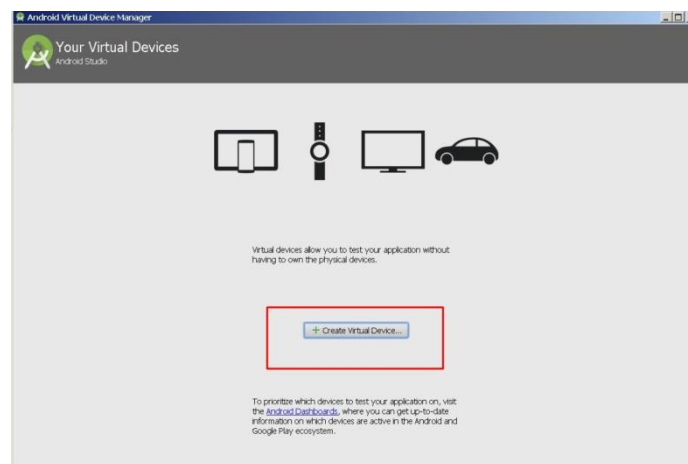 Android Virtual Device Manager
Your Virtual Devices
Android Studio
Virtual devices allow you to test your application without
having to own the physical devices.
+ Create Virtual Device...
To prioritize which devices to test your application on, visit
the Android Dashboards, where you can get up-to-date
information on which devices are active in the Android and
Google Play ecosystem.